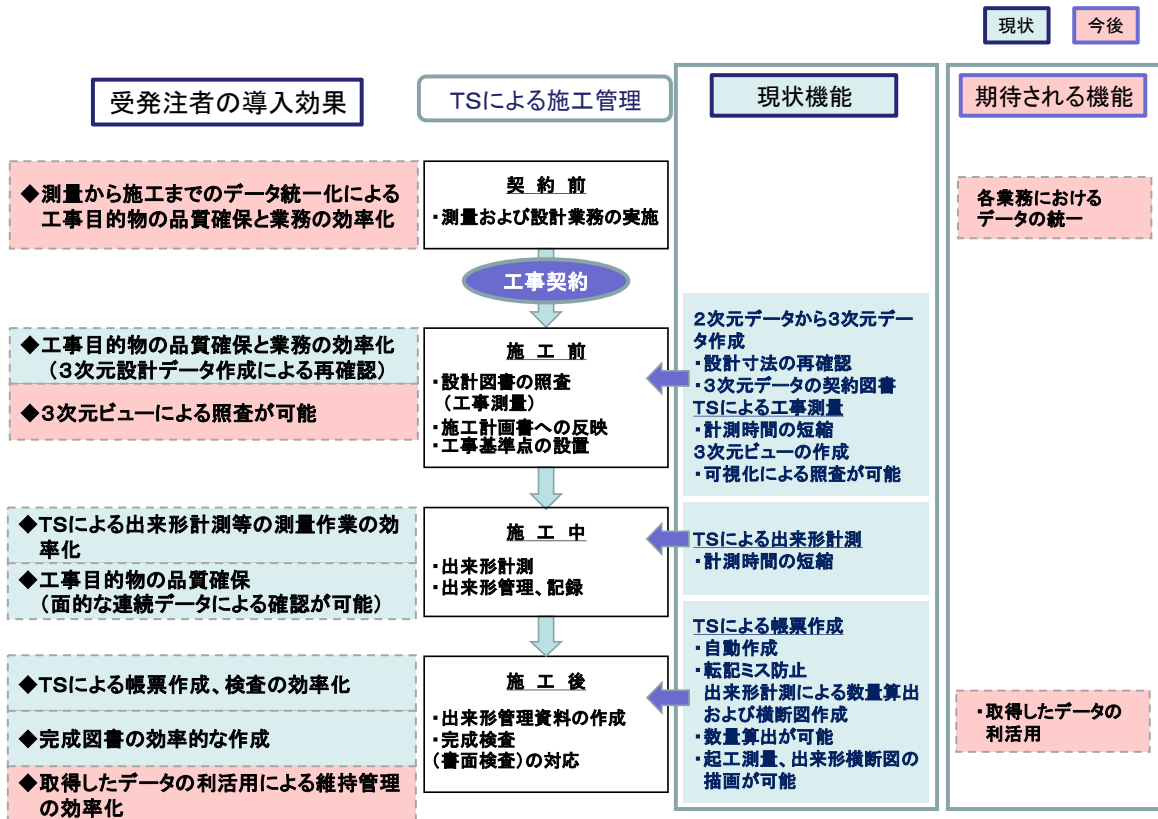 現状
今後
受発注者の導入効果
TSによる施工管理
現状機能
期待される機能
◆測量から施工までのデータ統一化による
工事目的物の品質確保と業務の効率化
契 約 前
・測量および設計業務の実施
各業務における
データの統一
工事契約
◆工事目的物の品質確保と業務の効率化
(3次元設計データ作成による再確認)
◆3次元ビューによる照査が可能
施 工 前
・設計図書の照査
(工事測量)
・施工計画書への反映
・工事基準点の設置
2次元データから3次元デー
タ作成
・設計寸法の再確認
・3次元データの契約図書
TSによる工事測量
・計測時間の短縮
3次元ビューの作成
・可視化による照査が可能
◆TSによる出来形計測等の測量作業の効
率化
◆工事目的物の品質確保
(面的な連続データによる確認が可能)
施 工 中
・出来形計測
・出来形管理、記録
TSによる出来形計測
・計測時間の短縮
◆TSによる帳票作成、検査の効率化
◆完成図書の効率的な作成
◆取得したデータの利活用による維持管理
の効率化
施 工 後
・出来形管理資料の作成
・完成検査
(書面検査)の対応
TSによる帳票作成
・自動作成
・転記ミス防止
出来形計測による数量算出
および横断図作成
・数量算出が可能
・起工測量、出来形横断図の
描画が可能
・取得したデータの
利活用